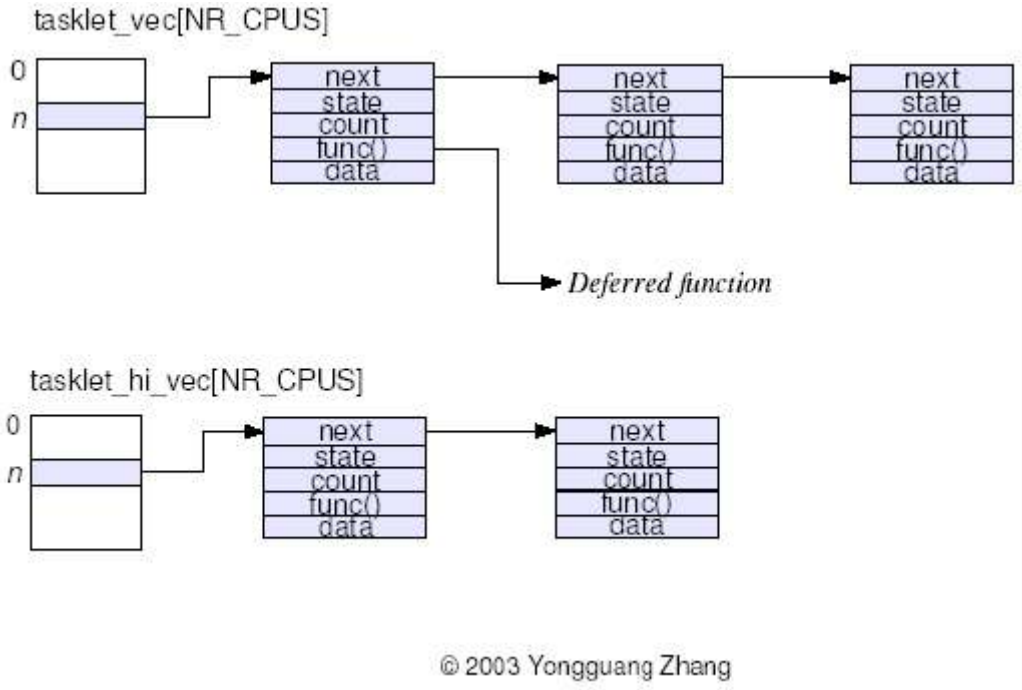 tasklet_vec[NR_CPUS]
0
n
next
state
count
func()
data
next
state
count
func()
data
next
state
count
func()
data
Deferred function
tasklet_hi_vec[NR_CPUS]
0
n
next
state
count
func()
data
next
state
count
func()
data
© 2003 Yongguang Zhang